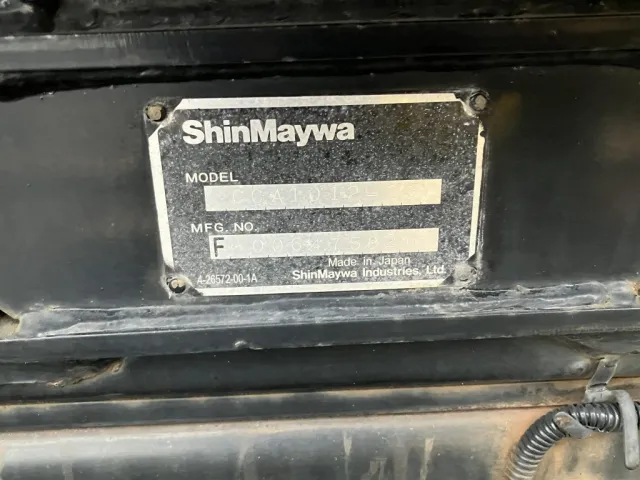 ShinMaywa
MODEL
MFG. NO.
F
Made in Japan
A-26572-00-1A
ShinMaywa Industries, Ltd.